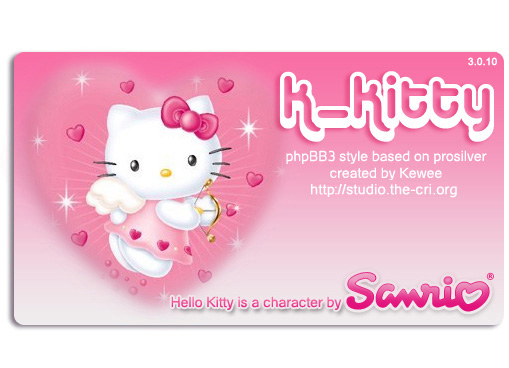 3.0.10
k_kitty
phpBB3 style based on prosilver
created by Kewee
http://studio.the-cri.org
Hello Kitty is a character by Sanrio®